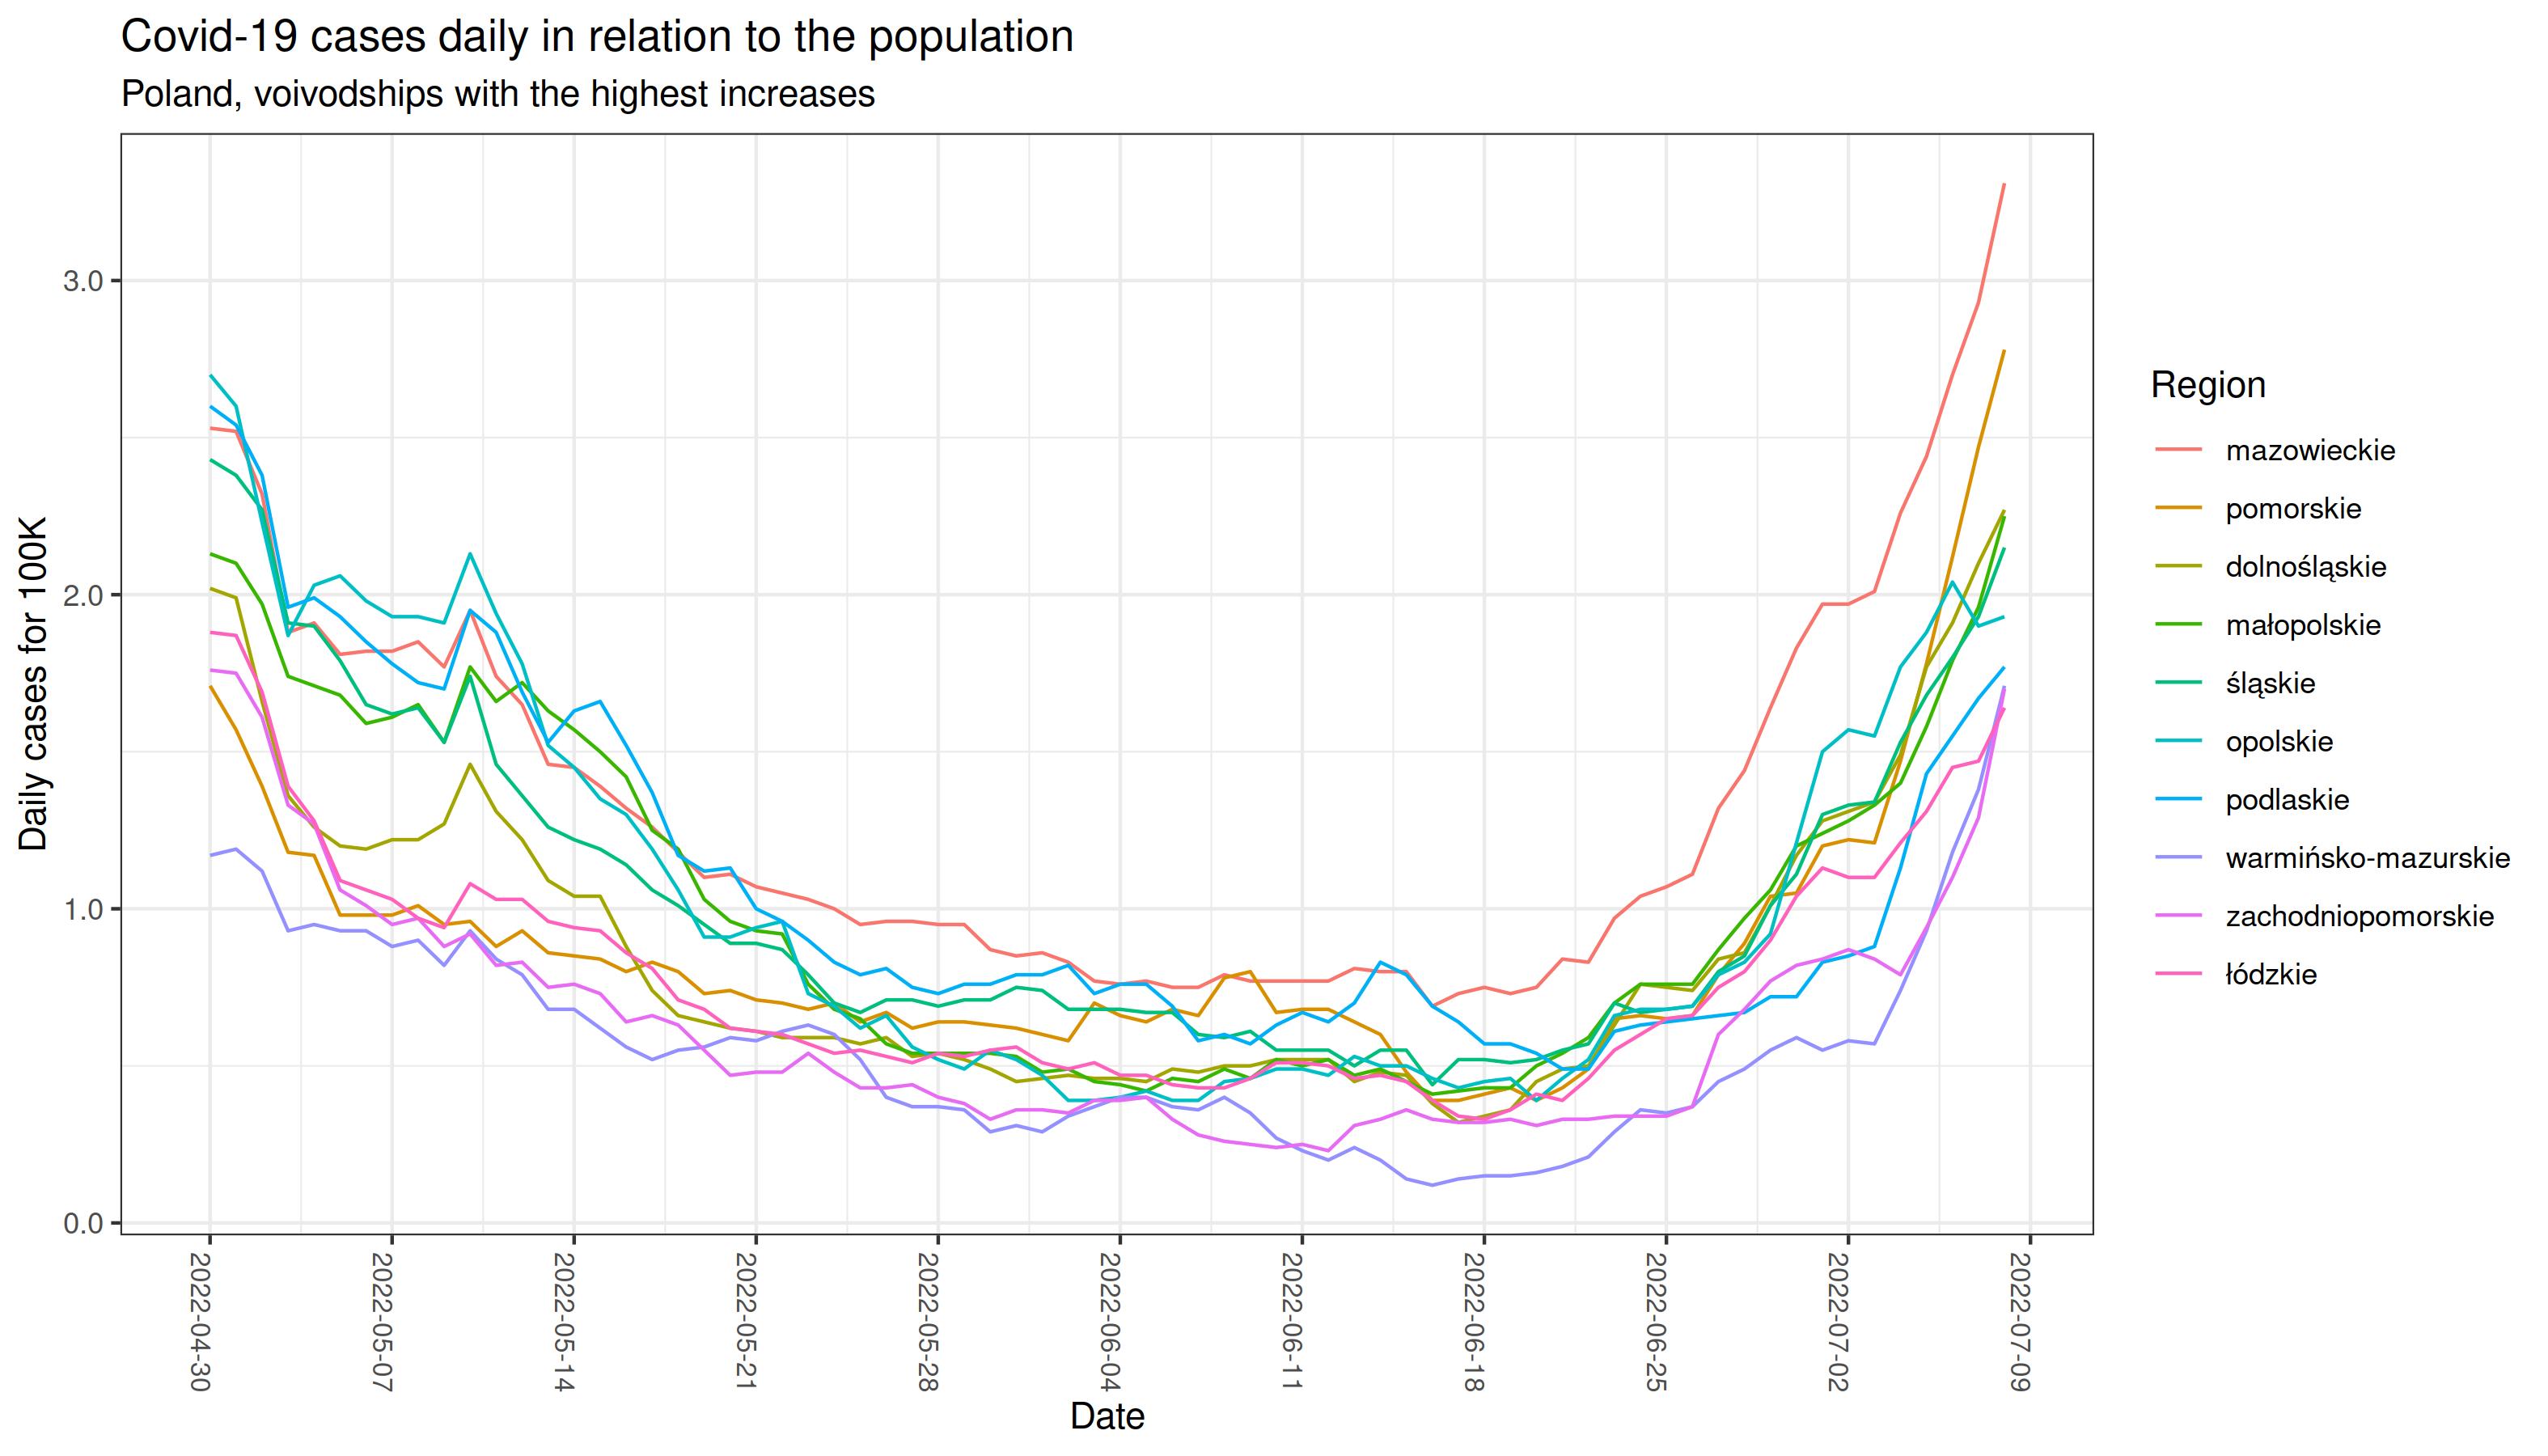 Covid-19 cases daily in relation to the population
Poland, voivodships with the highest increases
Daily cases for 100K
3.0
2.0
1.0
0.0
2022-04-30
2022-05-07
2022-05-14
2022-05-21
2022-05-28
2022-06-04
2022-06-11
2022-06-18
2022-06-25
2022-07-02
2022-07-09
Date
Region
mazowieckie
pomorskie
dolnośląskie
małopolskie
śląskie
opolskie
podlaskie
warmińsko-mazurskie
zachodniopomorskie
łódzkie